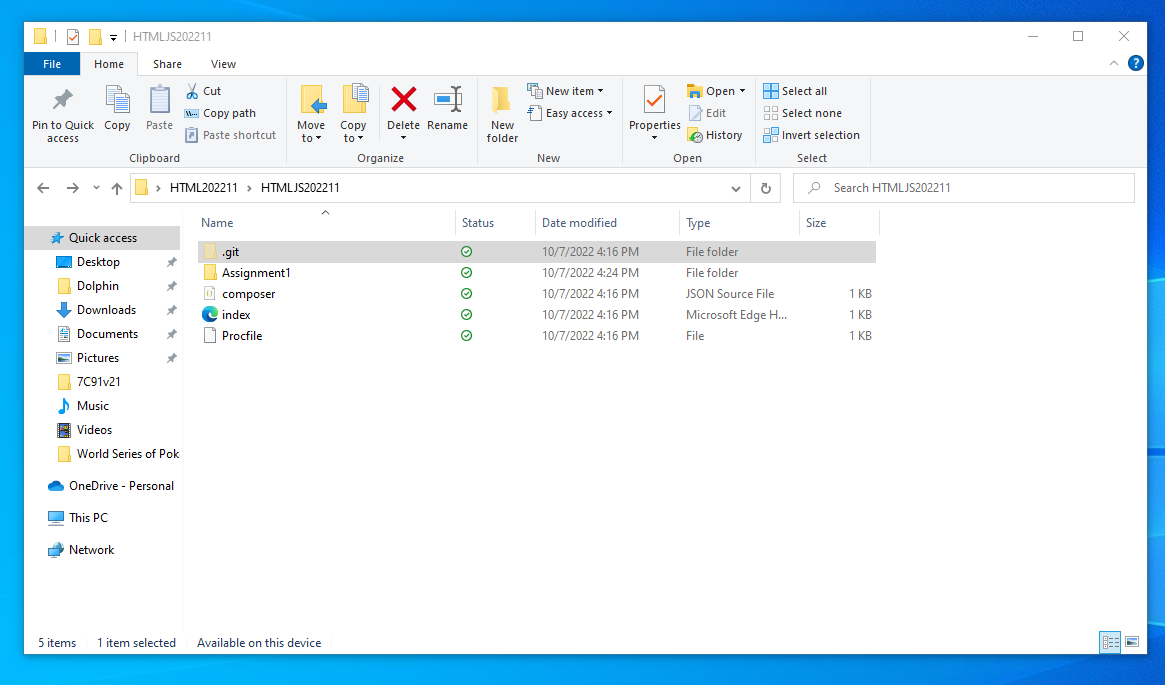 HTMLJS202211
File Home Share View
Pin to Quick access
Copy
Paste
Cut
Copy path
Paste shortcut
Clipboard
Move to
Copy to
Delete
Rename
Organize
New folder
New item
Easy access
New
Properties
Open
Edit
History
Open
Select all
Select none
Invert selection
Select
HTML202211 › HTMLJS202211
Search HTMLJS202211
Name Status Date modified Type Size
.git 10/7/2022 4:16 PM File folder
Assignment1 10/7/2022 4:24 PM File folder
composer 10/7/2022 4:16 PM JSON Source File 1 KB
index 10/7/2022 4:16 PM Microsoft Edge H... 1 KB
Procfile 10/7/2022 4:16 PM File 1 KB
Quick access
Desktop
Dolphin
Downloads
Documents
Pictures
7C91v21
Music
Videos
World Series of Pok
OneDrive - Personal
This PC
Network
5 items 1 item selected Available on this device